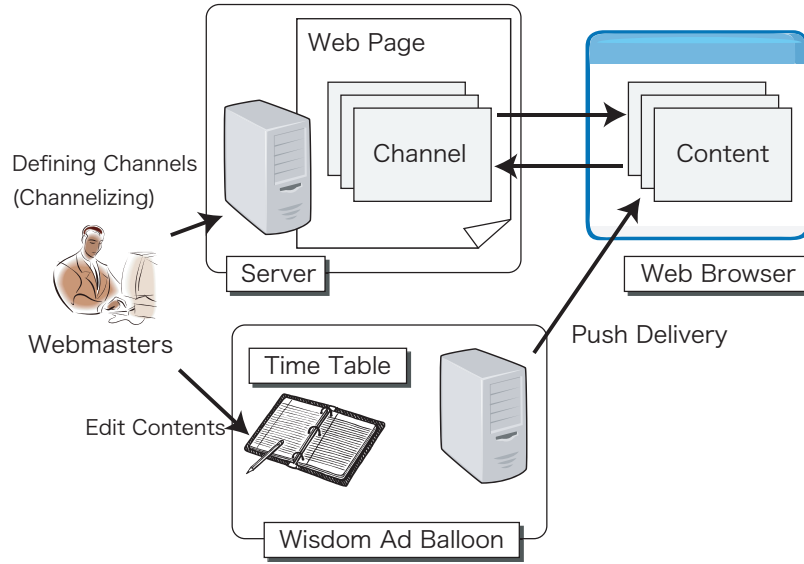 Web Page
Channel
Content
Defining Channels
(Channelizing)
Server
Web Browser
Webmasters
Push Delivery
Time Table
Edit Contents
Wisdom Ad Balloon